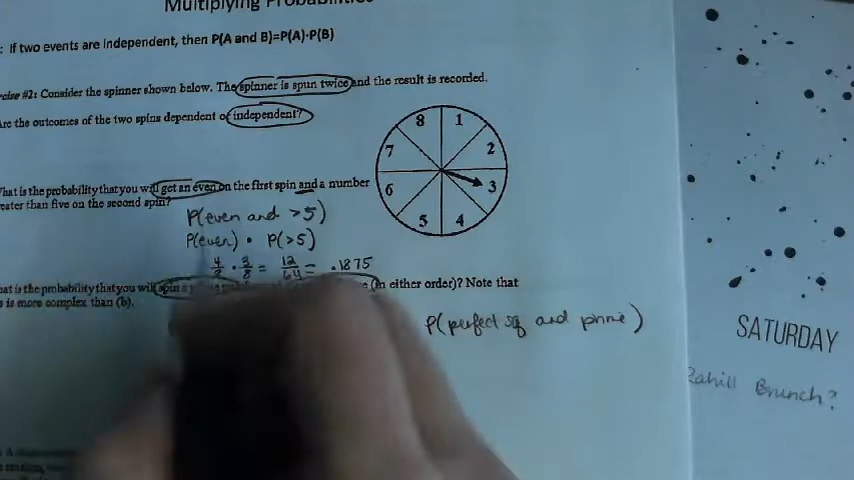 Multiplying Probabilities
: If two events are independent, then P(A and B)=P(A)·P(B)
#2: Consider the spinner shown below. The spinner is spun twice and the result is recorded.
Are the outcomes of the two spins dependent or independent?
8 1
7 2
6 3
5 4
What is the probability that you will get an even on the first spin and a number
eater than five on the second spin?
P(even and >5)
P(even) • P(>5)
4/8 · 3/8 = 12/64 = .1875
hat is the probability that you will spin a (in either order)? Note that
s is more complex than (b).
P(perfect sq and prime)
SATURDAY
Brunch?